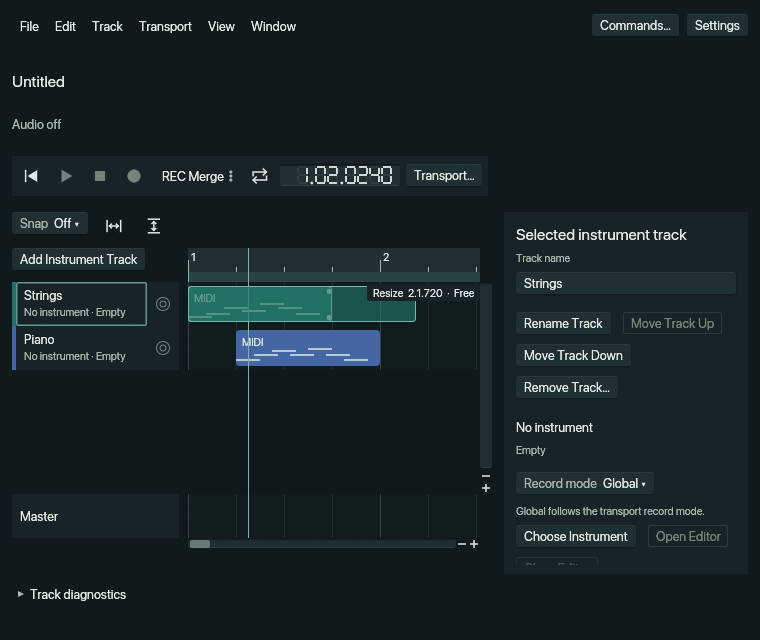 File Edit Track Transport View Window Commands... Settings
Untitled
Audio off
REC Merge 1.02.0240 Transport...
Snap Off
Add Instrument Track
1 2
Strings
No instrument · Empty
MIDI
Resize 2.1.720 · Free
Piano
No instrument · Empty
MIDI
Master
Track diagnostics
Selected instrument track
Track name
Strings
Rename Track Move Track Up
Move Track Down
Remove Track...
No instrument
Empty
Record mode Global
Global follows the transport record mode.
Choose Instrument Open Editor